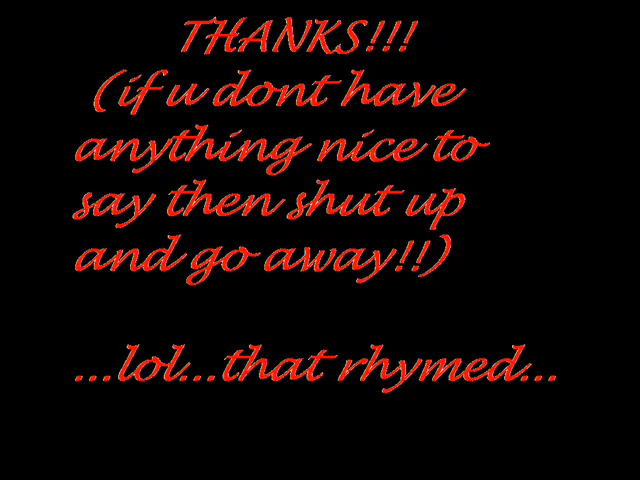 THANKS!!!
(if u dont have
anything nice to
say then shut up
and go away!!)
...lol...that rhymed...